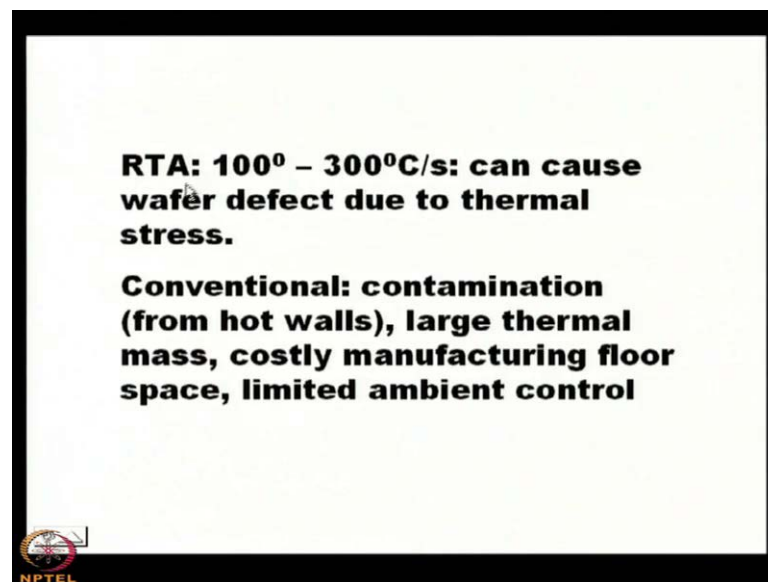 RTA: 100⁰ – 300⁰C/s: can cause
wafer defect due to thermal
stress.
Conventional: contamination
(from hot walls), large thermal
mass, costly manufacturing floor
space, limited ambient control
NPTEL